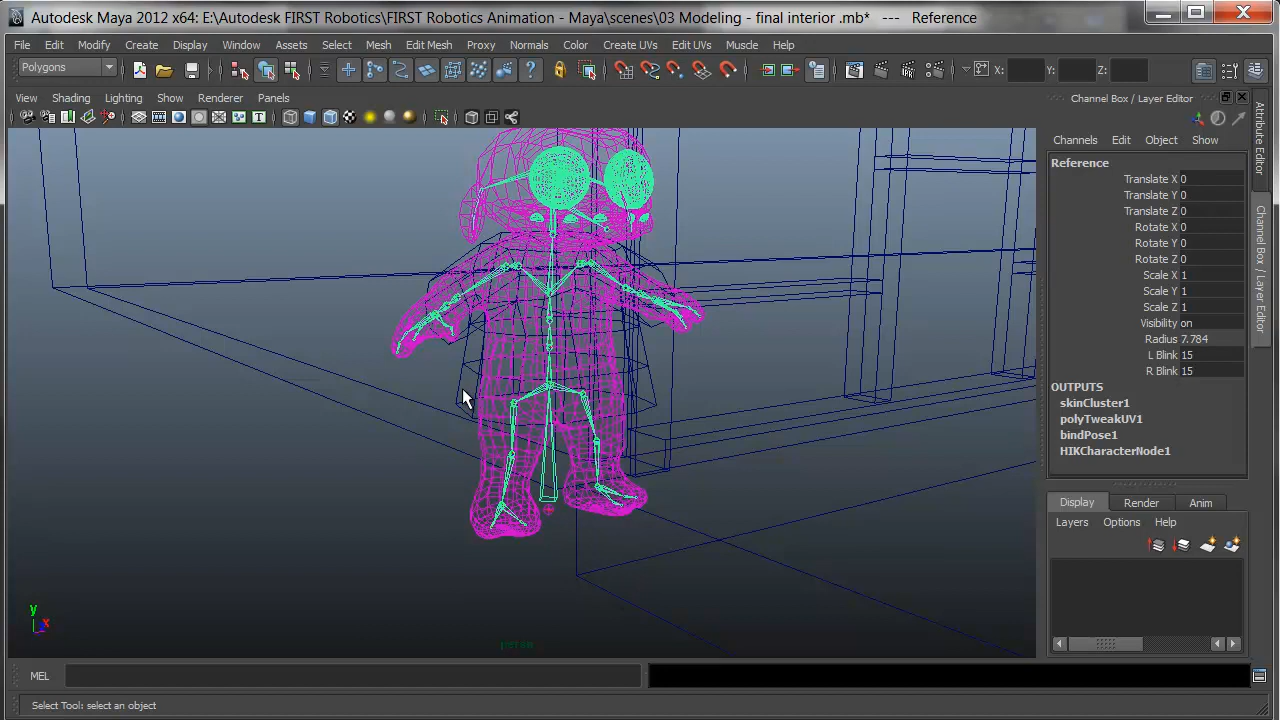 Autodesk Maya 2012 x64: E:\Autodesk FIRST Robotics\FIRST Robotics Animation - Maya\scenes\03 Modeling - final interior .mb* --- Reference
File Edit Modify Create Display Window Assets Select Mesh Edit Mesh Proxy Normals Color Create UVs Edit UVs Muscle Help
Polygons X: Y: Z:
View Shading Lighting Show Renderer Panels
Channel Box / Layer Editor
Channels Edit Object Show
Reference
Translate X 0
Translate Y 0
Translate Z 0
Rotate X 0
Rotate Y 0
Rotate Z 0
Scale X 1
Scale Y 1
Scale Z 1
Visibility on
Radius 7.784
L Blink 15
R Blink 15
OUTPUTS
skinCluster1
polyTweakUV1
bindPose1
HIKCharacterNode1
Attribute Editor
Channel Box / Layer Editor
Display Render Anim
Layers Options Help
y
x
persp
MEL
Select Tool: select an object